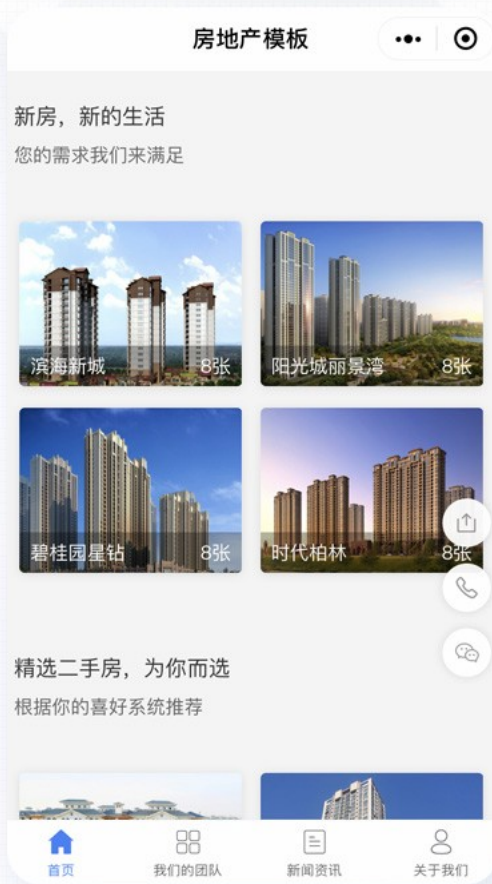 房地产模板
新房，新的生活
您的需求我们来满足
滨海新城 8张
阳光城丽景湾 8张
碧桂园星钻 8张
时代柏林 8张
精选二手房，为你而选
根据你的喜好系统推荐
首页 我们的团队 新闻资讯 关于我们